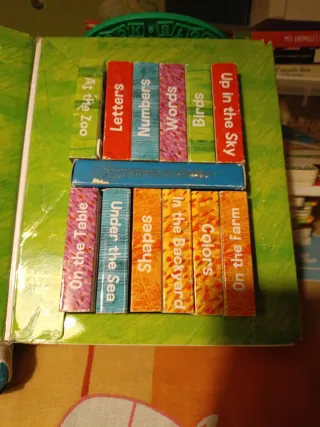 At the Zoo
Letters
Numbers
Words
Birds
Up in the Sky
On the Table
Under the Sea
Shapes
In the Backyard
Colors
On the Farm